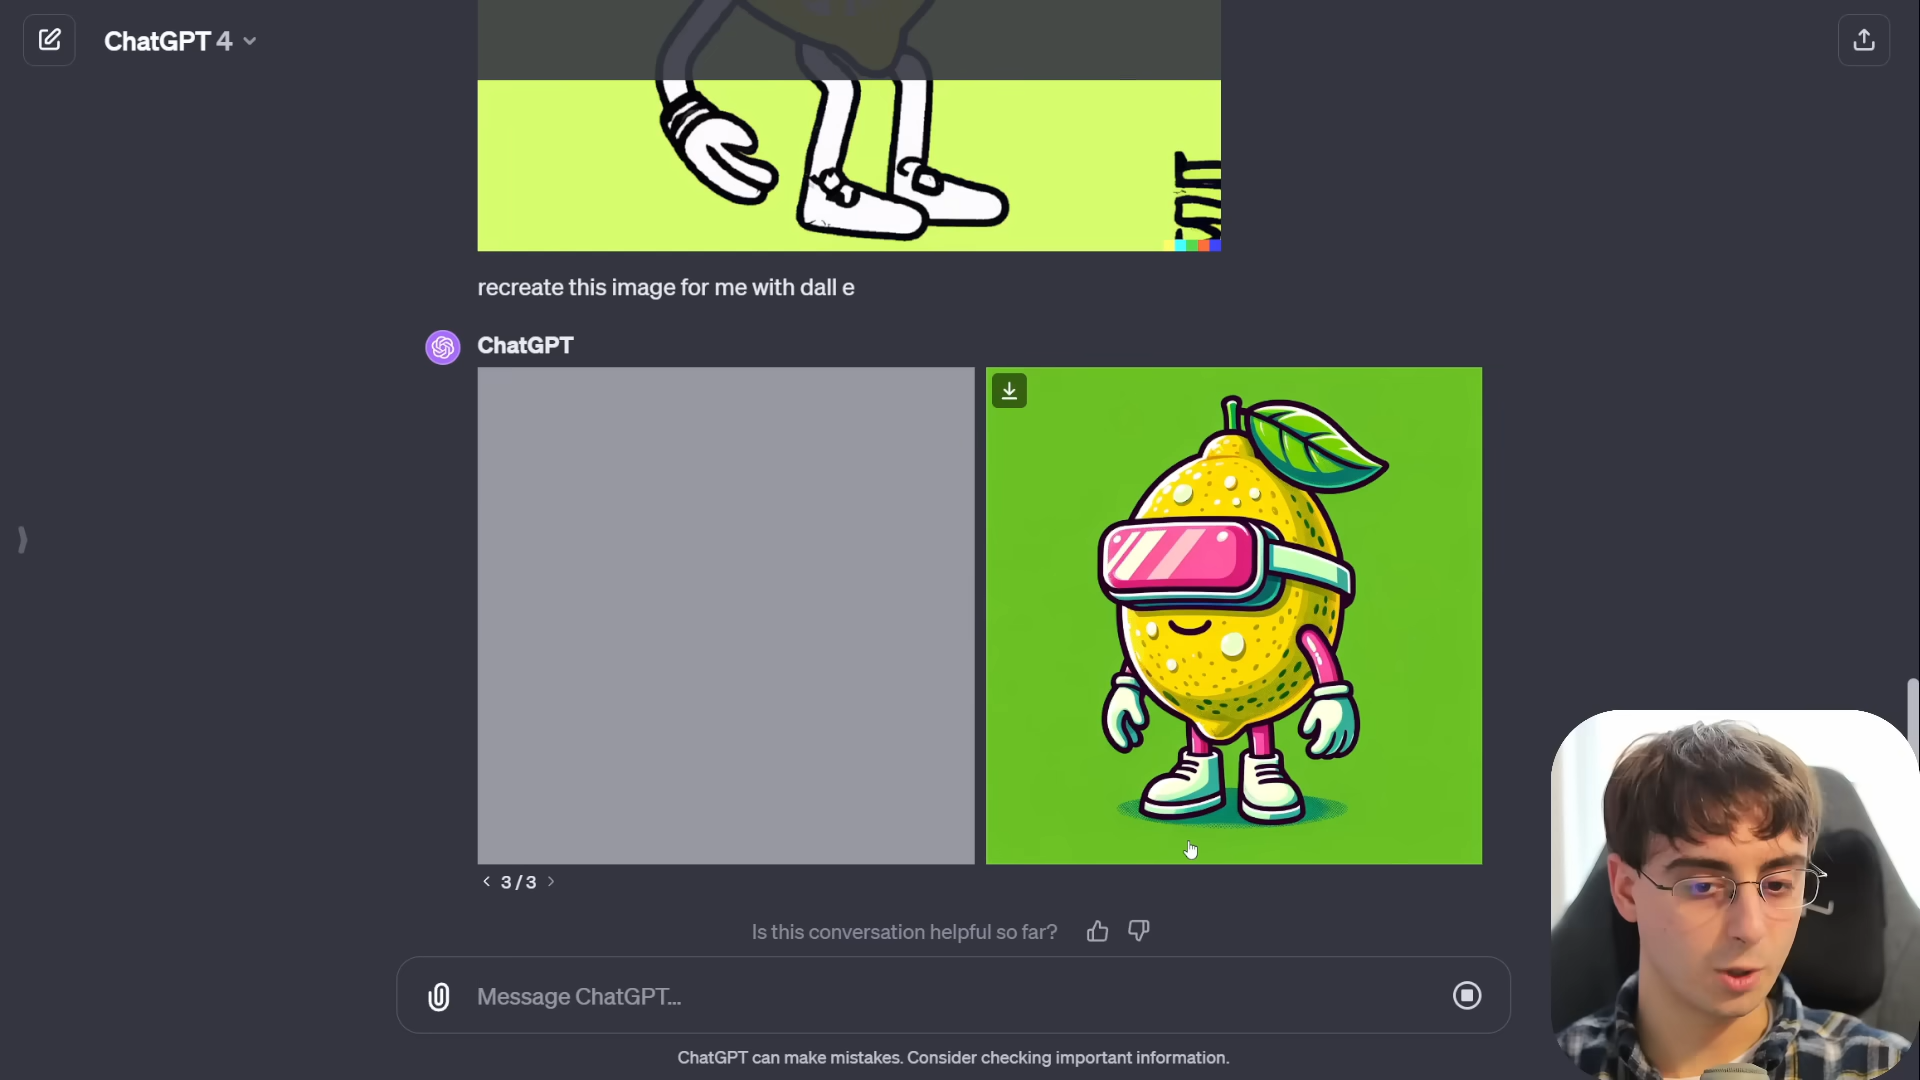 ChatGPT 4
recreate this image for me with dall e
ChatGPT
3 / 3
Is this conversation helpful so far?
Message ChatGPT...
ChatGPT can make mistakes. Consider checking important information.